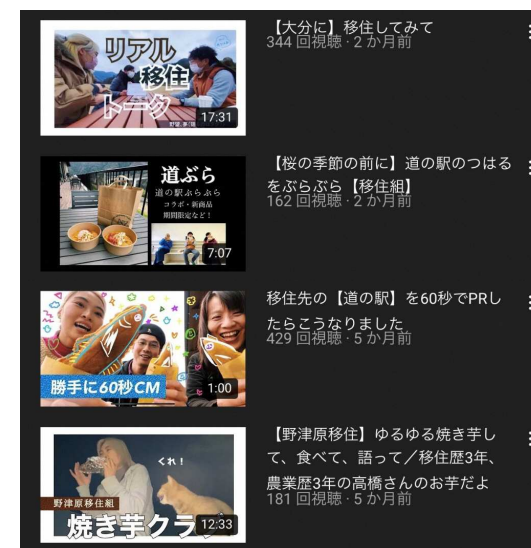 リアル
移住
トーク
17:31
【大分に】移住してみて
344 回視聴・2 か月前
道ぶら
道の駅ぶらぶら
コラボ・新商品
期間限定など！
7:07
【桜の季節の前に】道の駅のつはる
をぶらぶら【移住組】
162 回視聴・2 か月前
勝手に60秒CM
1:00
移住先の【道の駅】を60秒でPRし
たらこうなりました
429 回視聴・5 か月前
くれ！
野津原移住組
焼き芋クラ
12:33
【野津原移住】ゆるゆる焼き芋し
て、食べて、語って／移住歴3年、
農業歴3年の高橋さんのお芋だよ
181 回視聴・5 か月前